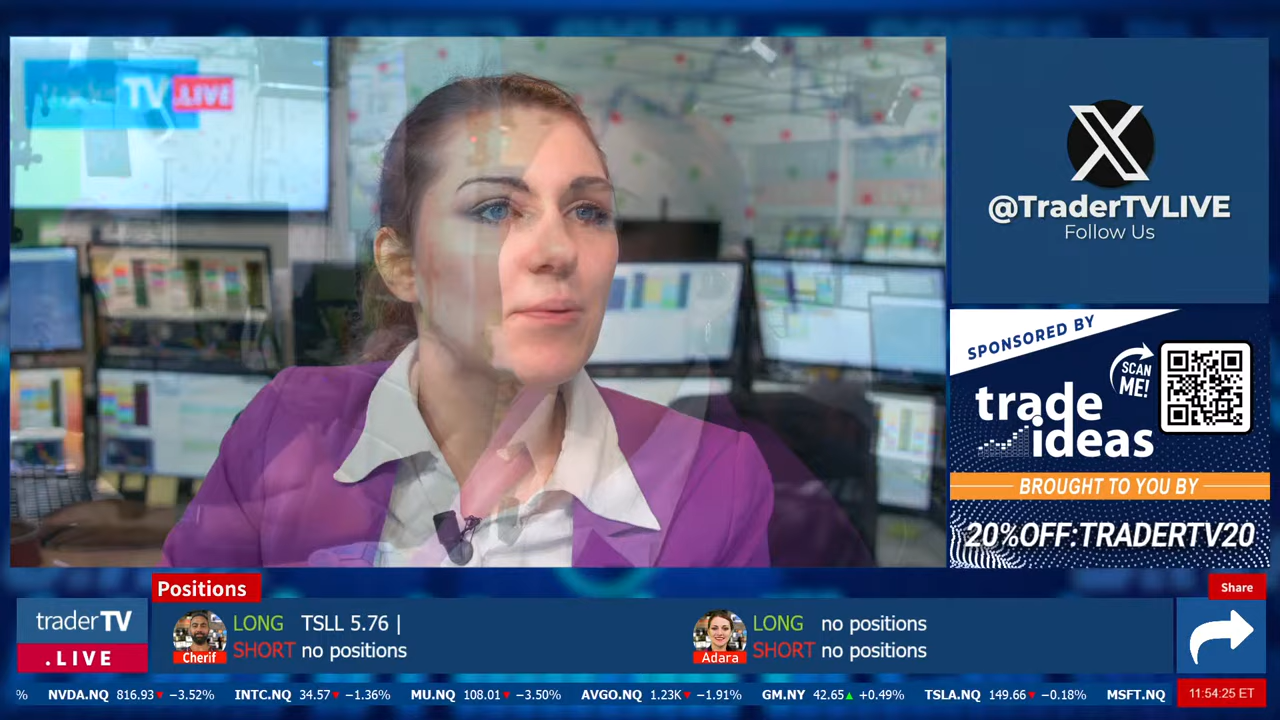 TV .LIVE
@TraderTVLIVE
Follow Us
SPONSORED BY
SCAN
ME!
trade
ideas
BROUGHT TO YOU BY
20%OFF:TRADERTV20
Positions
Share
traderTV
.LIVE
Cherif
LONG TSLL 5.76 |
SHORT no positions
Adara
LONG no positions
SHORT no positions
% NVDA.NQ 816.93▼ −3.52% INTC.NQ 34.57▼ −1.36% MU.NQ 108.01▼ −3.50% AVGO.NQ 1.23K▼ −1.91% GM.NY 42.65▲ +0.49% TSLA.NQ 149.66▼ −0.18% MSFT.NQ
11:54:25 ET